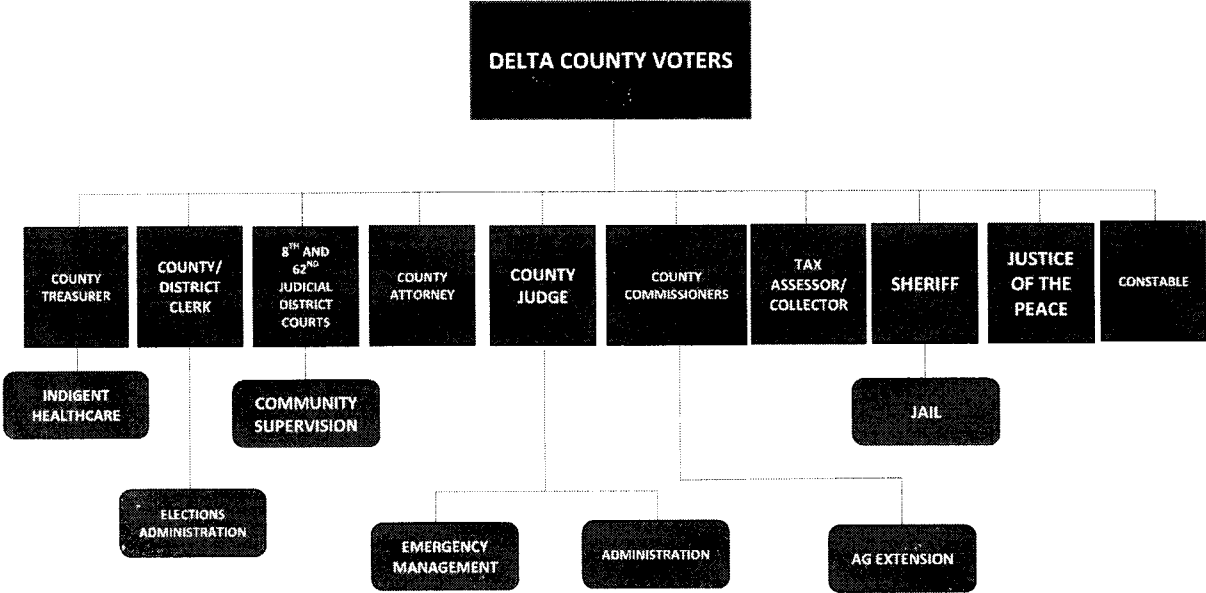 DELTA COUNTY VOTERS
COUNTY
TREASURER
COUNTY/
DISTRICT
CLERK
8TH AND
62ND
JUDICIAL
DISTRICT
COURTS
COUNTY
ATTORNEY
COUNTY
JUDGE
COUNTY
COMMISSIONERS
TAX
ASSESSOR/
COLLECTOR
SHERIFF
JUSTICE
OF THE
PEACE
CONSTABLE
INDIGENT
HEALTHCARE
COMMUNITY
SUPERVISION
JAIL
ELECTIONS
ADMINISTRATION
EMERGENCY
MANAGEMENT
ADMINISTRATION
AG EXTENSION